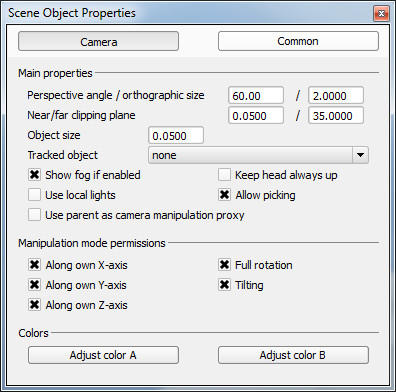 Scene Object Properties
Camera Common
Main properties
Perspective angle / orthographic size 60.00 / 2.0000
Near/far clipping plane 0.0500 / 35.0000
Object size 0.0500
Tracked object none
Show fog if enabled Keep head always up
Use local lights Allow picking
Use parent as camera manipulation proxy
Manipulation mode permissions
Along own X-axis Full rotation
Along own Y-axis Tilting
Along own Z-axis
Colors
Adjust color A Adjust color B